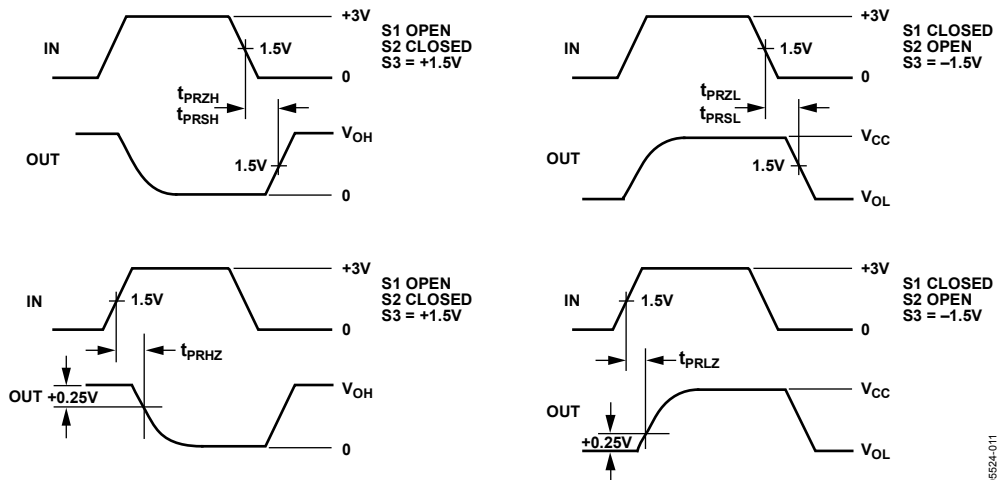 +3V
S1 OPEN
S2 CLOSED
S3 = +1.5V
IN
1.5V
0
tPRZH
tPRSH
VOH
OUT
1.5V
0
+3V
S1 CLOSED
S2 OPEN
S3 = –1.5V
IN
1.5V
0
tPRZL
tPRSL
VCC
OUT
1.5V
VOL
+3V
S1 OPEN
S2 CLOSED
S3 = +1.5V
IN
1.5V
0
tPRHZ
VOH
OUT
+0.25V
0
+3V
S1 CLOSED
S2 OPEN
S3 = –1.5V
IN
1.5V
0
tPRLZ
VCC
OUT
+0.25V
VOL
5524-011